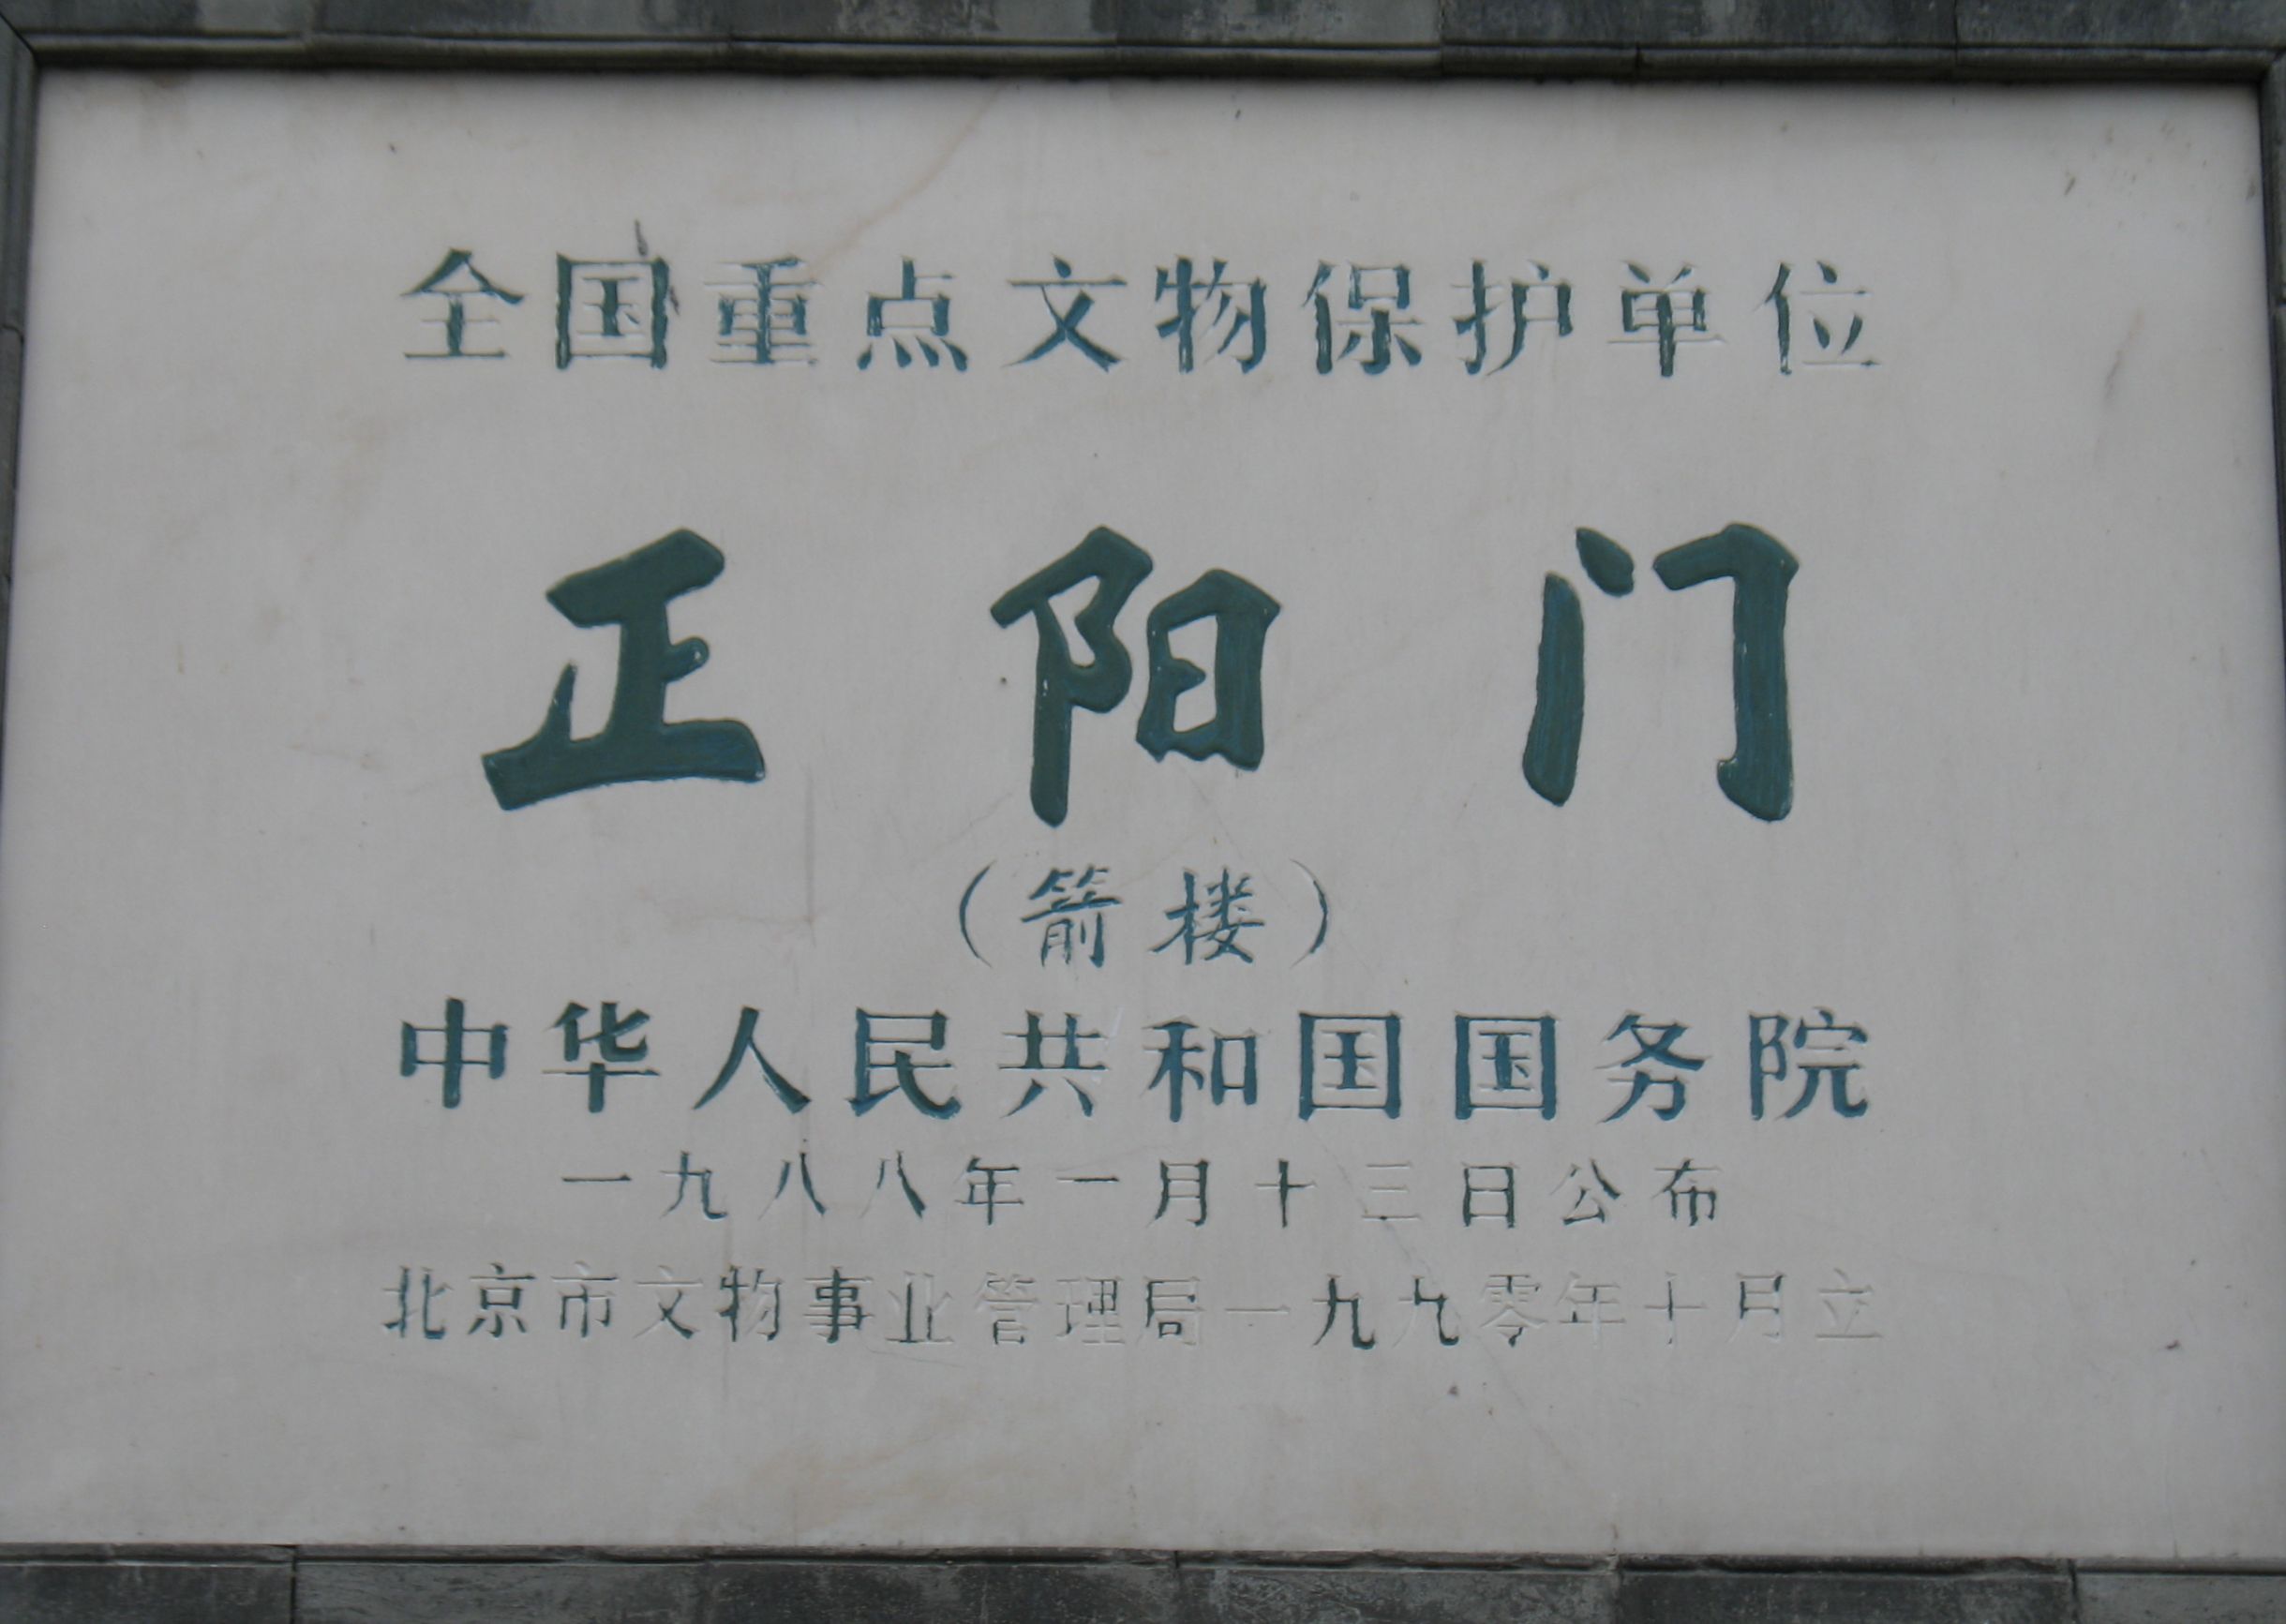 全国重点文物保护单位
正阳门
（箭楼）
中华人民共和国国务院
一九八八年一月十三日公布
北京市文物事业管理局一九九零年十月立